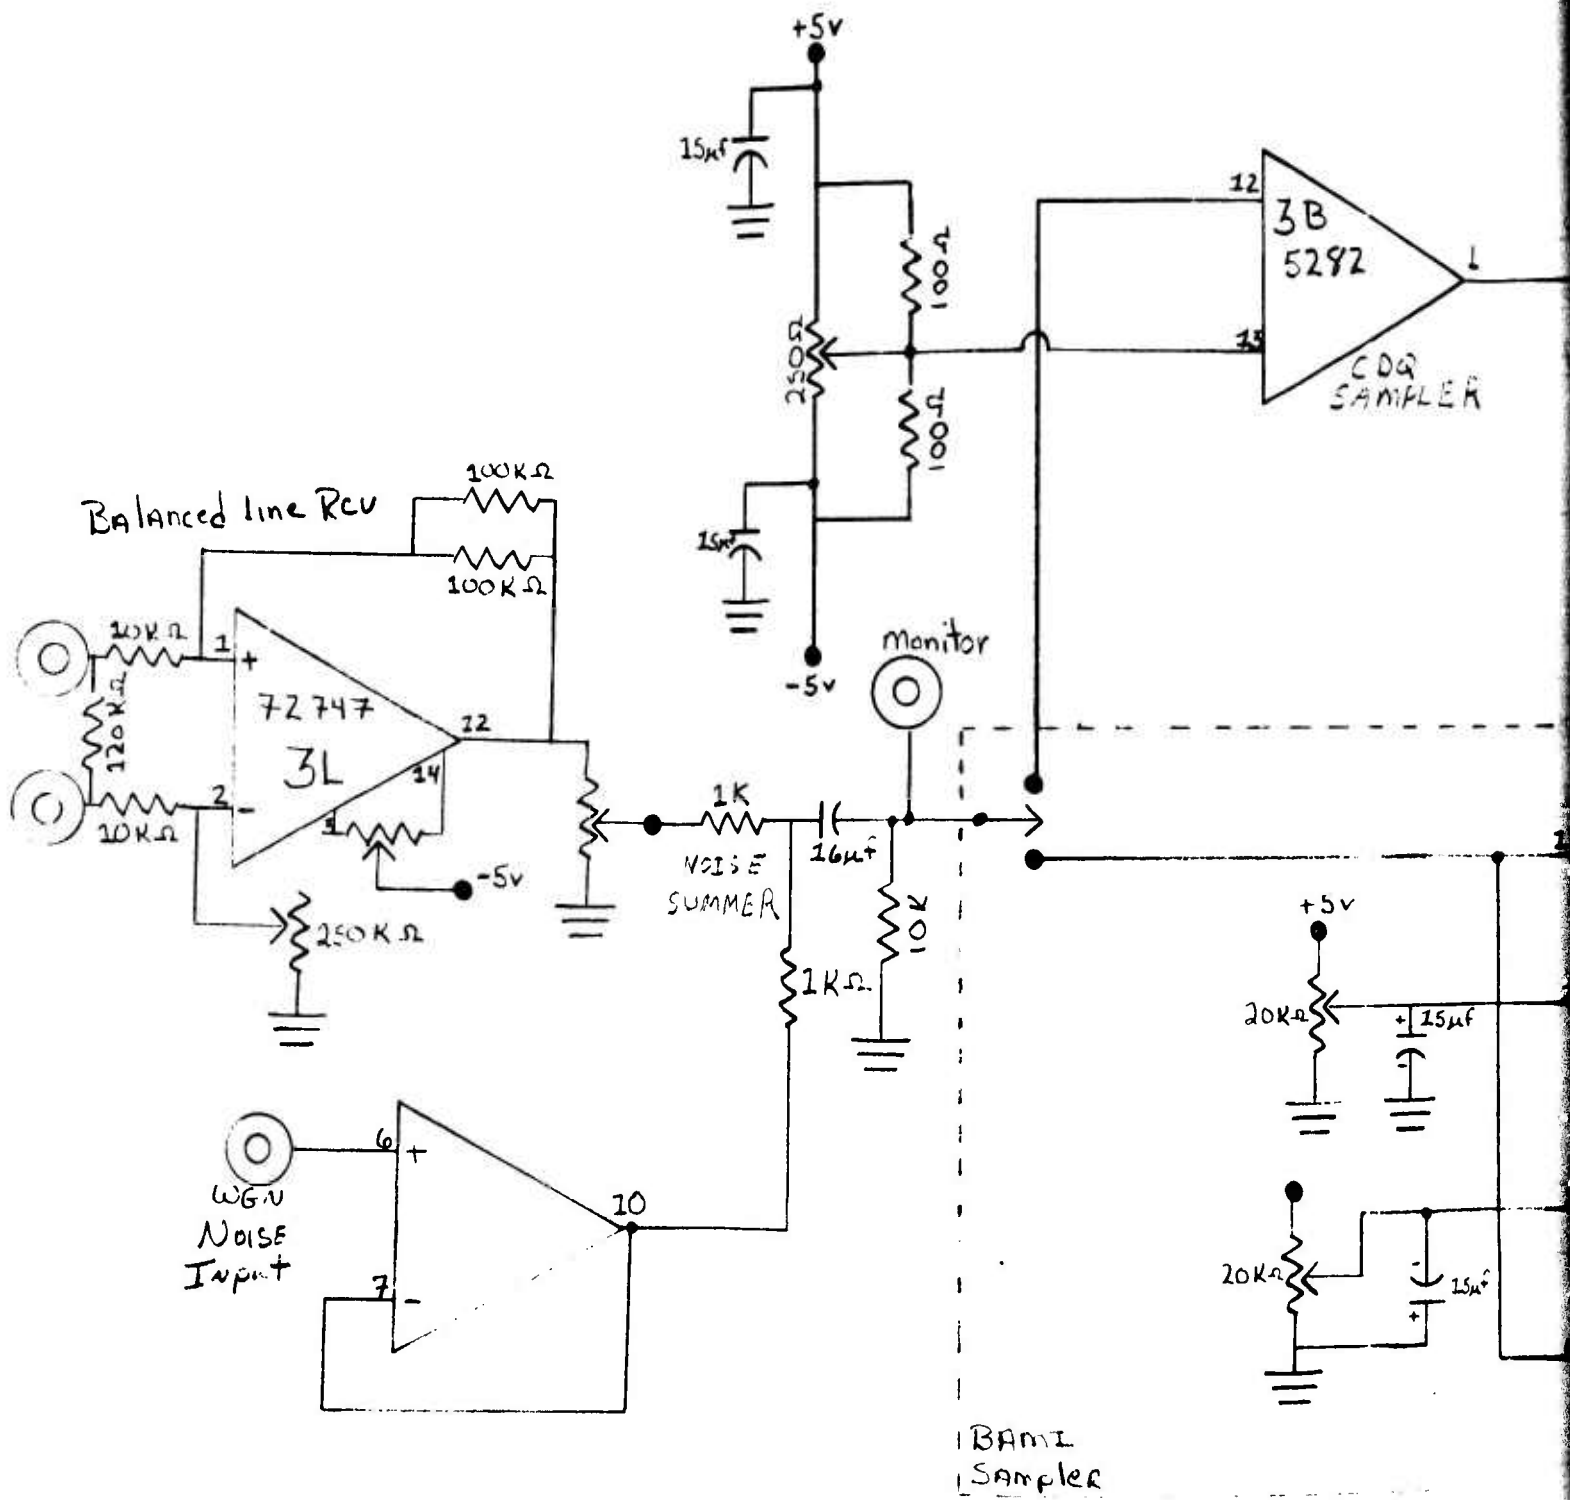 +5v
15µf
100Ω
250Ω
100Ω
15µf
-5v
12
3B
5282
1
13
CDQ
SAMPLER
Balanced line Rcv
100KΩ
100KΩ
10KΩ
120KΩ
10KΩ
1
+
72747
3L
2
-
12
14
3
-5v
250KΩ
monitor
1K
16µf
NOISE
SUMMER
10K
1KΩ
WGN
NOISE
Input
6
+
7
-
10
+5v
20KΩ
+
15µf
-
20KΩ
-
15µf
+
BAMI
Sampler